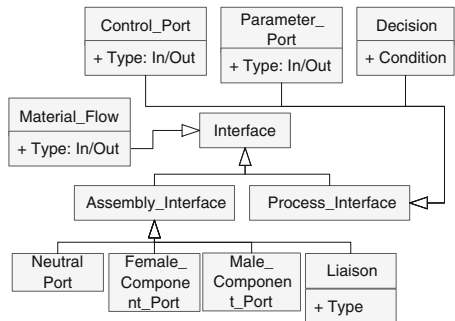 Control_Port
+ Type: In/Out
Parameter_
Port
+ Type: In/Out
Decision
+ Condition
Material_Flow
+ Type: In/Out
Interface
Assembly_Interface
Process_Interface
Neutral
Port
Female_
Compone
nt_Port
Male_
Componen
t_Port
Liaison
+ Type